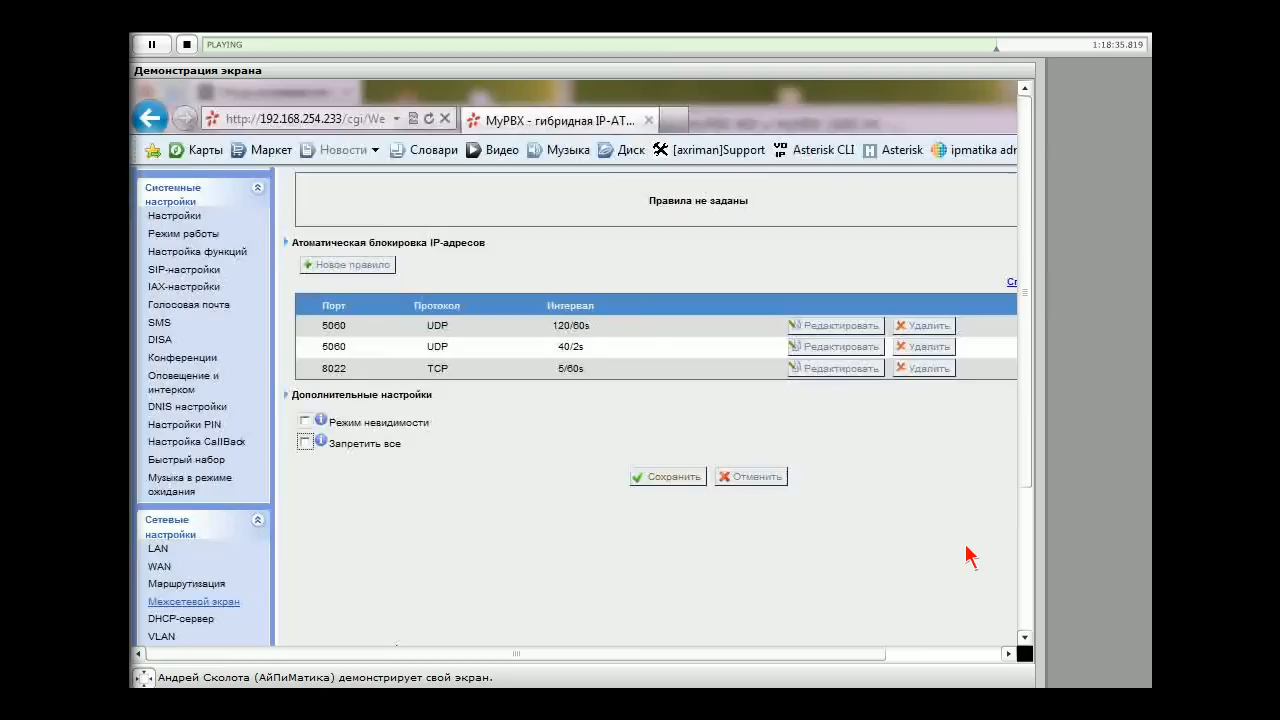 PLAYING
1:18:35.819
Демонстрация экрана
http://192.168.254.233/cgi/We
MyPBX - гибридная IP-AT...
Карты
Маркет
Новости
Словари
Видео
Музыка
Диск
[axriman]Support
Asterisk CLI
Asterisk
ipmatika adr
Системные
настройки
Настройки
Режим работы
Настройка функций
SIP-настройки
IAX-настройки
Голосовая почта
SMS
DISA
Конференции
Оповещение и
интерком
DNIS настройки
Настройки PIN
Настройка CallBack
Быстрый набор
Музыка в режиме
ожидания
Сетевые
настройки
LAN
WAN
Маршрутизация
Межсетевой экран
DHCP-сервер
VLAN
Правила не заданы
Атоматическая блокировка IP-адресов
Новое правило
Сг
Порт Протокол Интервал
5060 UDP 120/60s Редактировать Удалить
5060 UDP 40/2s Редактировать Удалить
8022 TCP 5/60s Редактировать Удалить
Дополнительные настройки
Режим невидимости
Запретить все
Сохранить Отменить
Андрей Сколота (АйПиМатика) демонстрирует свой экран.